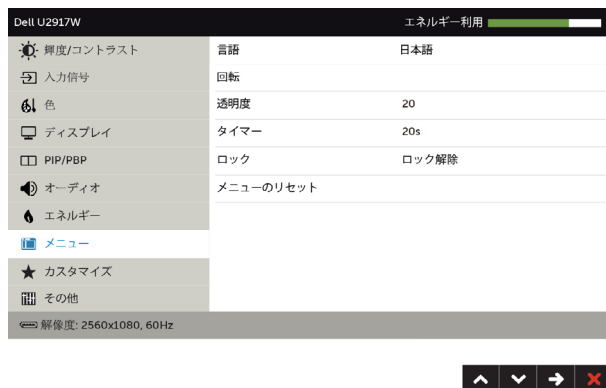 Dell U2917W エネルギー利用
輝度/コントラスト 言語 日本語
入力信号 回転
色 透明度 20
ディスプレイ タイマー 20s
PIP/PBP ロック ロック解除
オーディオ メニューのリセット
エネルギー
メニュー
カスタマイズ
その他
解像度: 2560x1080, 60Hz